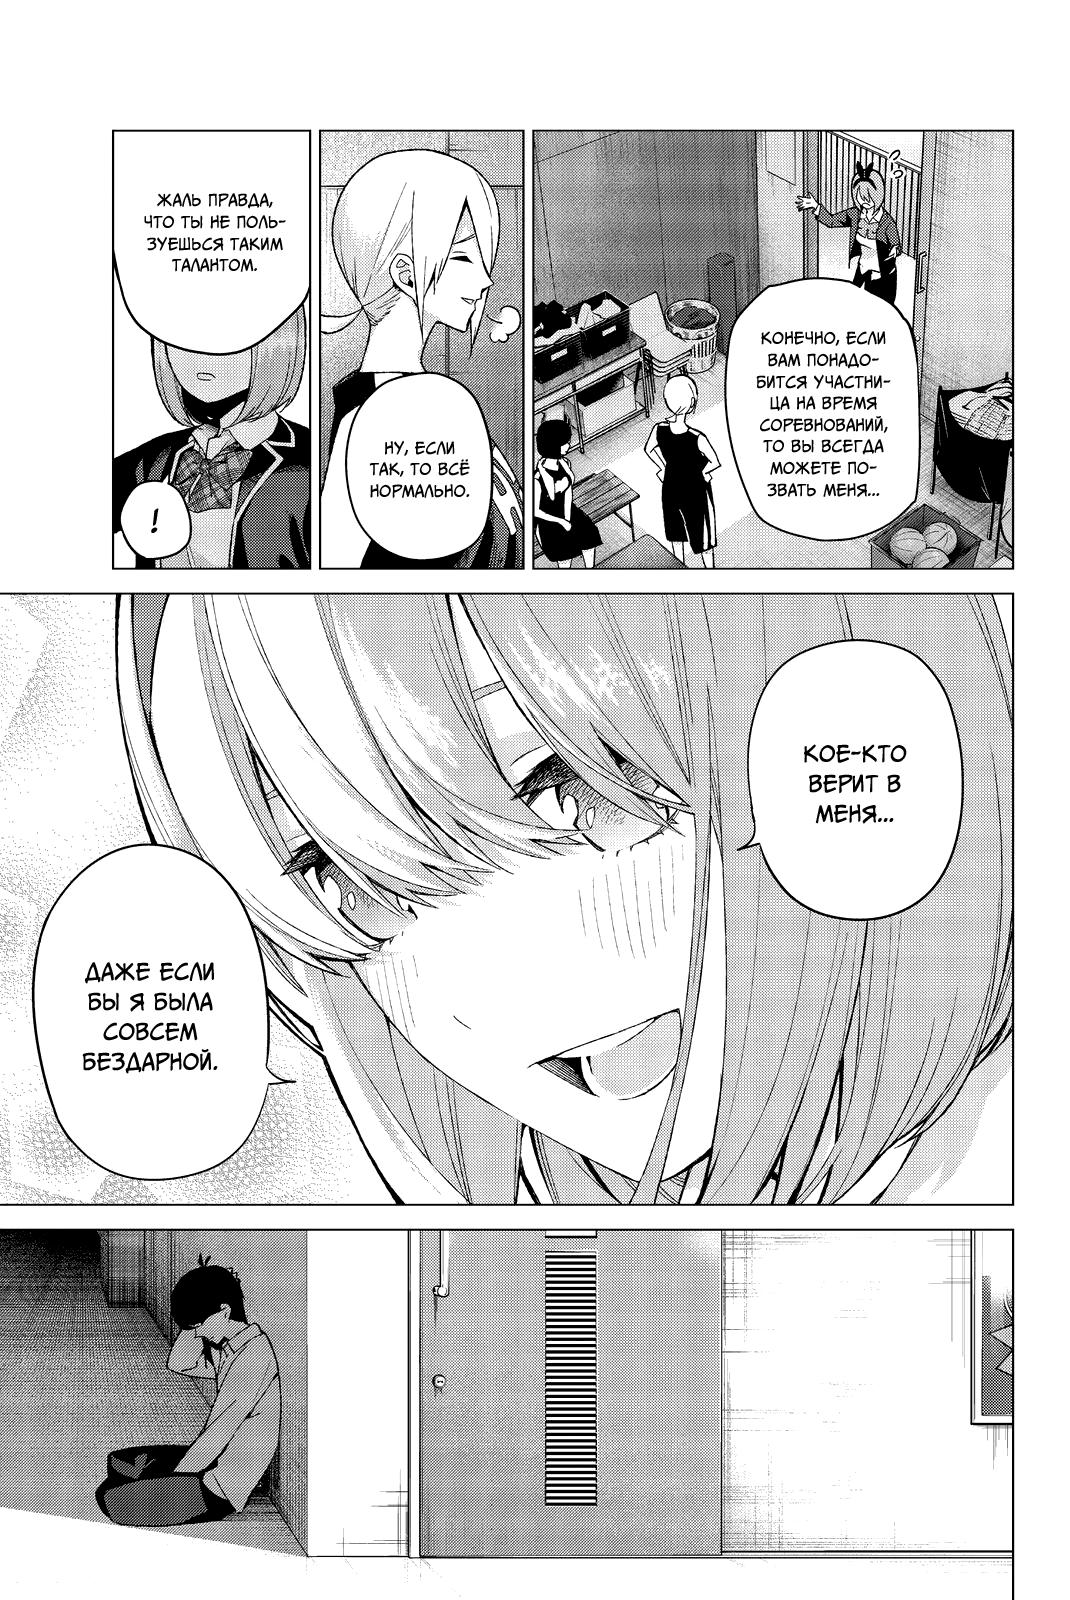 КОНЕЧНО, ЕСЛИ
ВАМ ПОНАДО-
БИТСЯ УЧАСТНИ-
ЦА НА ВРЕМЯ
СОРЕВНОВАНИЙ,
ТО ВЫ ВСЕГДА
МОЖЕТЕ ПО-
ЗВАТЬ МЕНЯ...
НУ, ЕСЛИ
ТАК, ТО ВСЁ
НОРМАЛЬНО.
ЖАЛЬ ПРАВДА,
ЧТО ТЫ НЕ ПОЛЬ-
ЗУЕШЬСЯ ТАКИМ
ТАЛАНТОМ.
!
КОЕ-КТО
ВЕРИТ В
МЕНЯ...
ДАЖЕ ЕСЛИ
БЫ Я БЫЛА
СОВСЕМ
БЕЗДАРНОЙ.